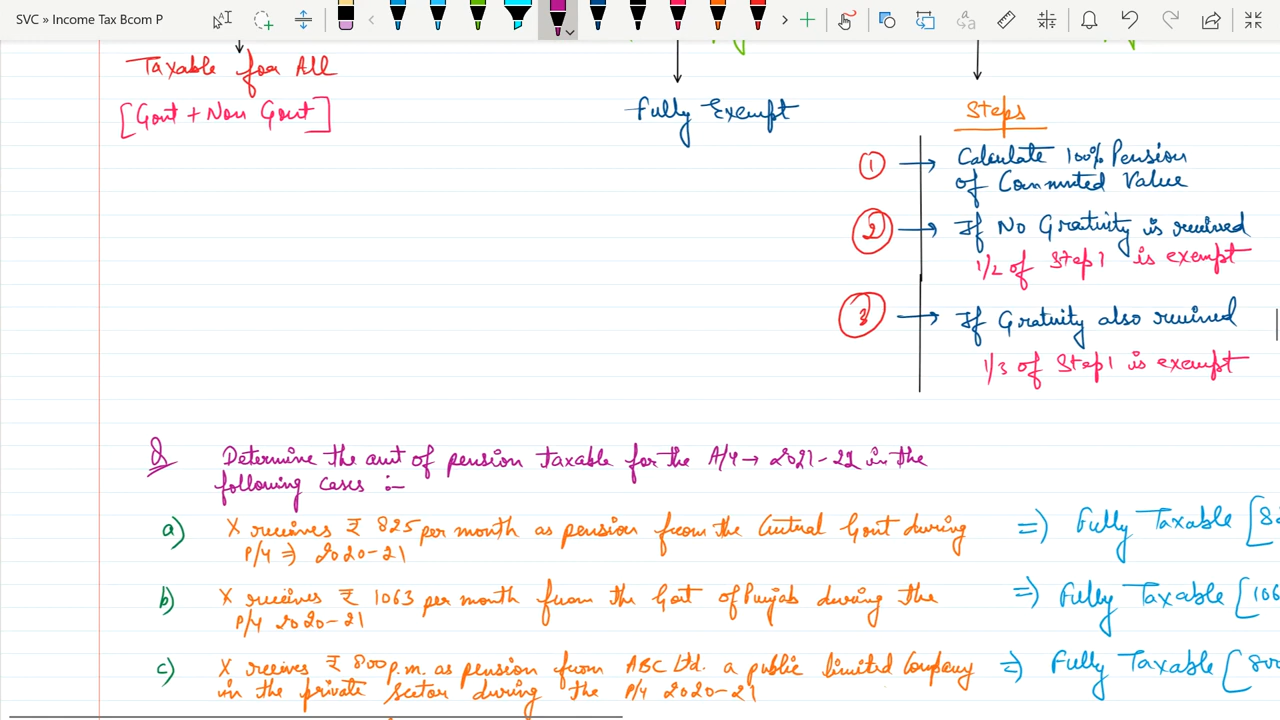 SVC » Income Tax Bcom P
Taxable for All
[Govt + Non Govt]
Fully Exempt
Steps
1 → Calculate 100% Pension
of Commuted Value
2 → If No Gratuity is received
1/2 of Step 1 is exempt
3 → If Gratuity also received
1/3 of Step 1 is exempt
Q Determine the amt of pension taxable for the A/Y → 2021-22 in the
following cases :-
a) X receives ₹ 825 per month as pension from the Central Govt during ⇒ Fully Taxable [82
P/Y ⇒ 2020-21
b) X receives ₹ 1063 per month from the Govt of Punjab during the ⇒ Fully Taxable [106
P/Y 2020-21
c) X receives ₹ 800 p.m. as pension from ABC Ltd. a public limited Company ⇒ Fully Taxable [800
in the private sector during the P/Y 2020-21